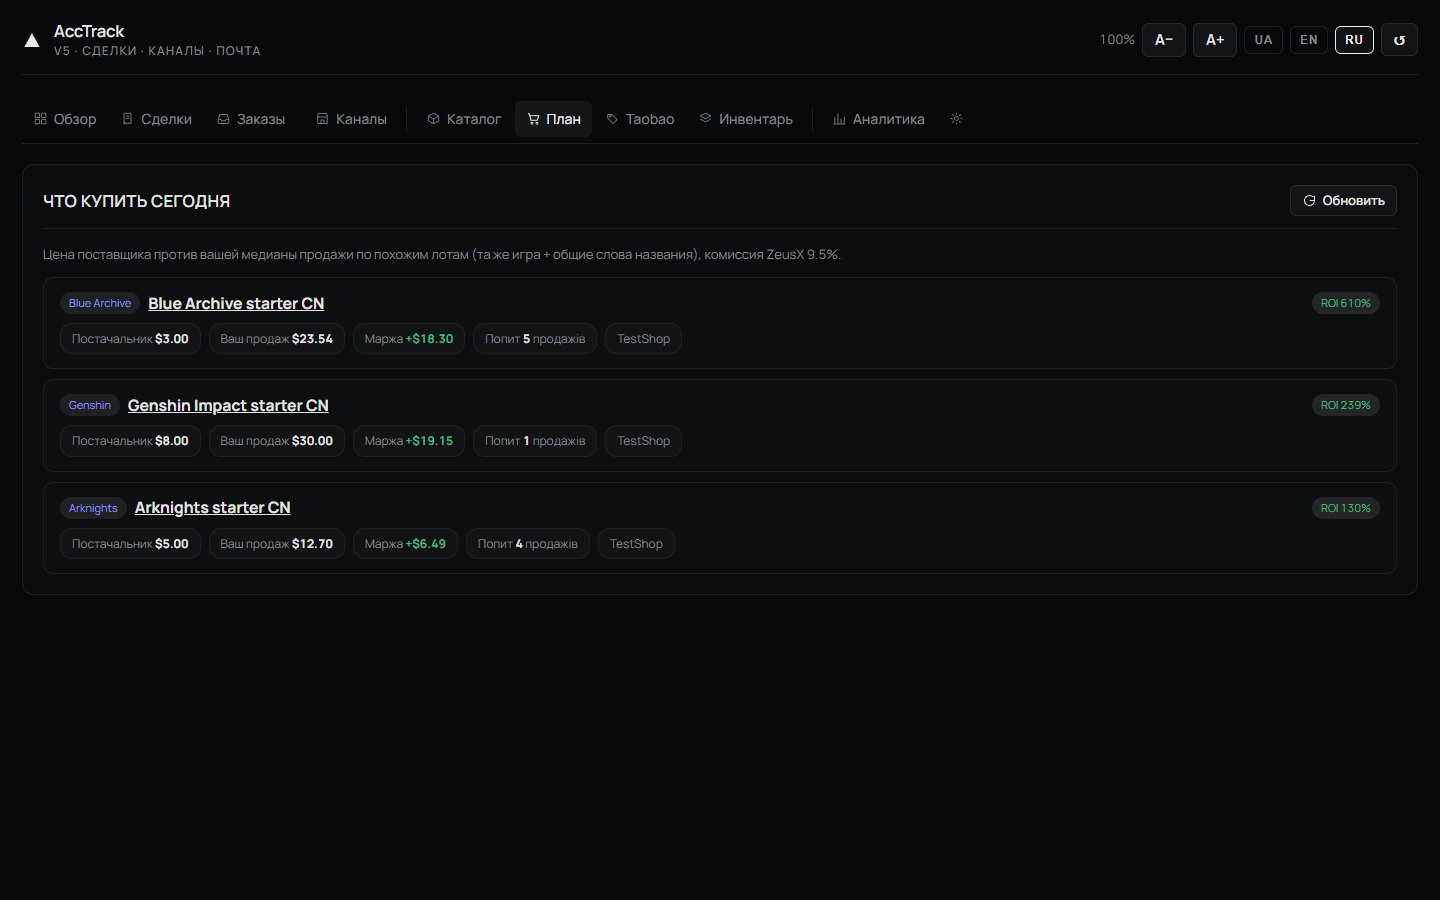 AccTrack
V5 · СДЕЛКИ · КАНАЛЫ · ПОЧТА
100% A− A+ UA EN RU ↺
Обзор Сделки Заказы Каналы Каталог План Taobao Инвентарь Аналитика
ЧТО КУПИТЬ СЕГОДНЯ
Обновить
Цена поставщика против вашей медианы продажи по похожим лотам (та же игра + общие слова названия), комиссия ZeusX 9.5%.
Blue Archive Blue Archive starter CN ROI 610%
Постачальник $3.00 Ваш продаж $23.54 Маржа +$18.30 Попит 5 продажів TestShop
Genshin Genshin Impact starter CN ROI 239%
Постачальник $8.00 Ваш продаж $30.00 Маржа +$19.15 Попит 1 продажів TestShop
Arknights Arknights starter CN ROI 130%
Постачальник $5.00 Ваш продаж $12.70 Маржа +$6.49 Попит 4 продажів TestShop